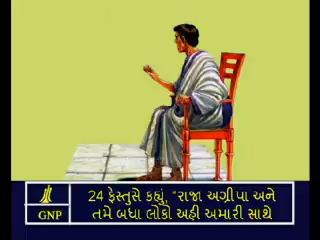 24 ફેસ્તુસે કહ્યું, “રાજા અગ્રીપા અને
તમે બધા લોકો અહી અમારી સાથે
GNP